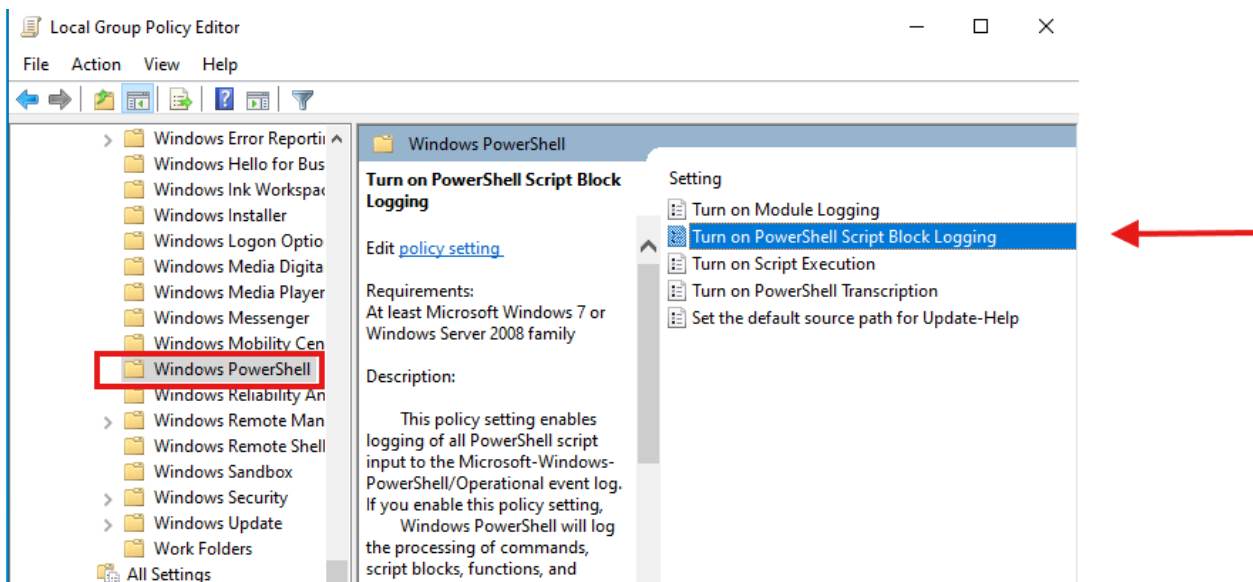 Local Group Policy Editor
File Action View Help
Windows Error Reportin
Windows Hello for Bus
Windows Ink Workspac
Windows Installer
Windows Logon Optio
Windows Media Digita
Windows Media Player
Windows Messenger
Windows Mobility Cen
Windows PowerShell
Windows Reliability An
Windows Remote Man
Windows Remote Shell
Windows Sandbox
Windows Security
Windows Update
Work Folders
All Settings
Windows PowerShell
Turn on PowerShell Script Block
Logging
Edit policy setting
Requirements:
At least Microsoft Windows 7 or
Windows Server 2008 family
Description:
This policy setting enables
logging of all PowerShell script
input to the Microsoft-Windows-
PowerShell/Operational event log.
If you enable this policy setting,
Windows PowerShell will log
the processing of commands,
script blocks, functions, and
Setting
Turn on Module Logging
Turn on PowerShell Script Block Logging
Turn on Script Execution
Turn on PowerShell Transcription
Set the default source path for Update-Help